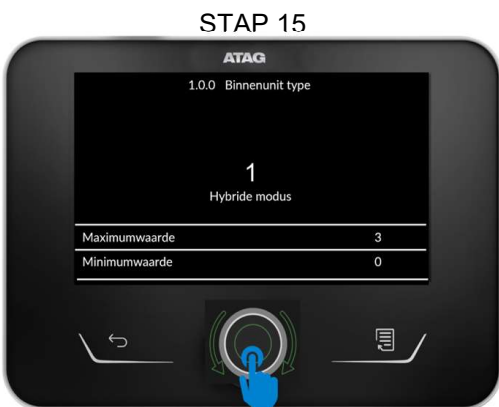 STAP 15
ATAG
1.0.0 Binnenunit type
1
Hybride modus
Maximumwaarde 3
Minimumwaarde 0